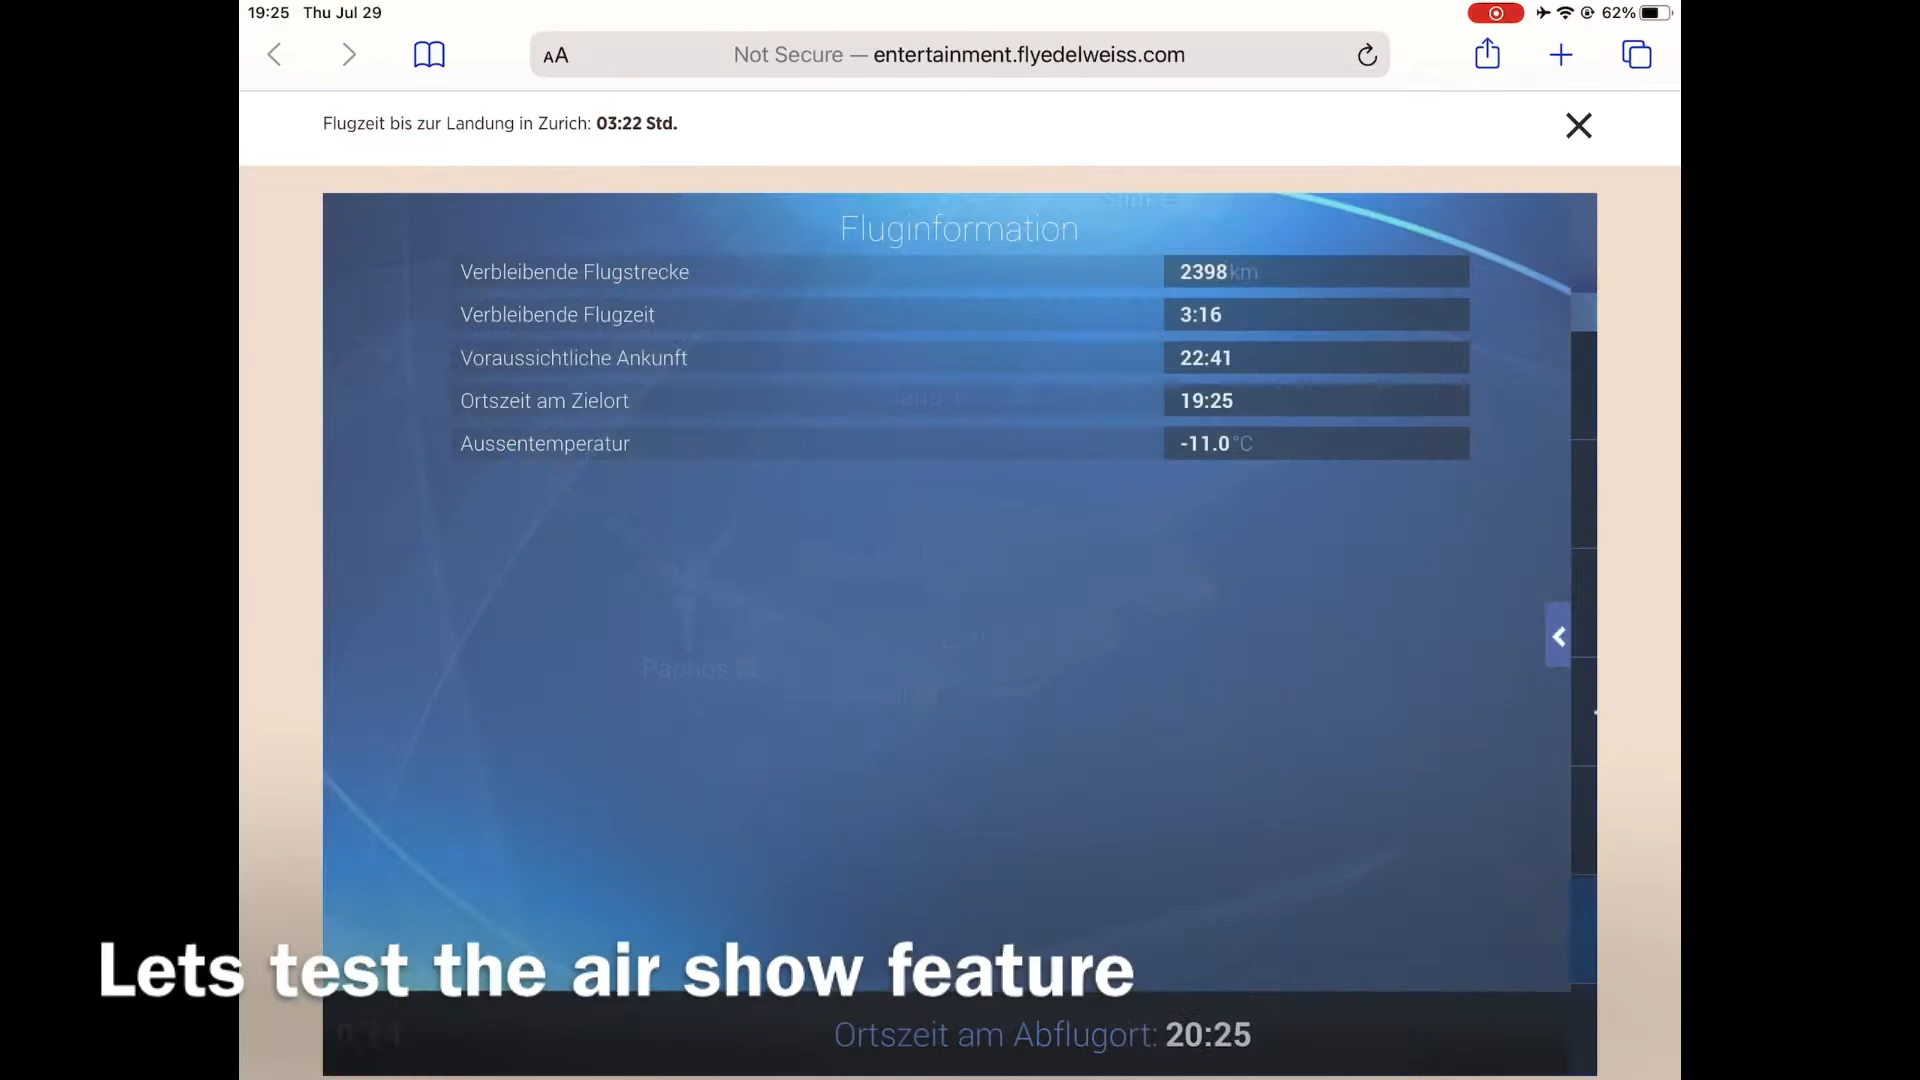 19:25 Thu Jul 29
62%
AA Not Secure — entertainment.flyedelweiss.com
Flugzeit bis zur Landung in Zurich: 03:22 Std.
Fluginformation
Verbleibende Flugstrecke 2398 km
Verbleibende Flugzeit 3:16
Voraussichtliche Ankunft 22:41
Ortszeit am Zielort 19:25
Aussentemperatur -11.0 °C
Paphos
Lets test the air show feature
Ortszeit am Abflugort: 20:25